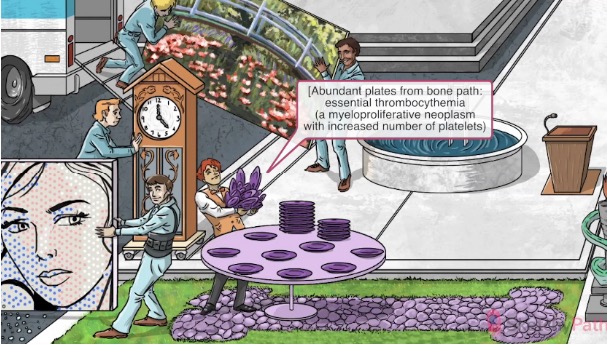 [Abundant plates from bone path:
essential thrombocythemia
(a myeloproliferative neoplasm
with increased number of platelets)